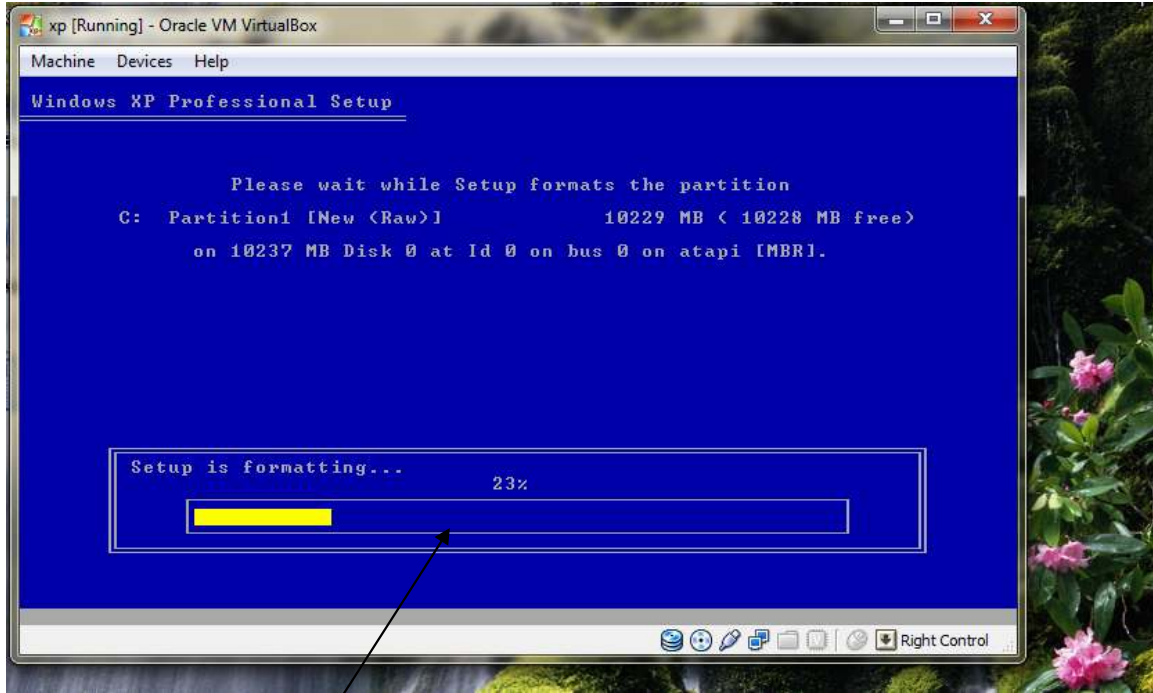 xp [Running] - Oracle VM VirtualBox
Machine Devices Help
Windows XP Professional Setup
Please wait while Setup formats the partition
C: Partition1 [New (Raw)] 10229 MB ( 10228 MB free)
on 10237 MB Disk 0 at Id 0 on bus 0 on atapi [MBR].
Setup is formatting...
23%
Right Control